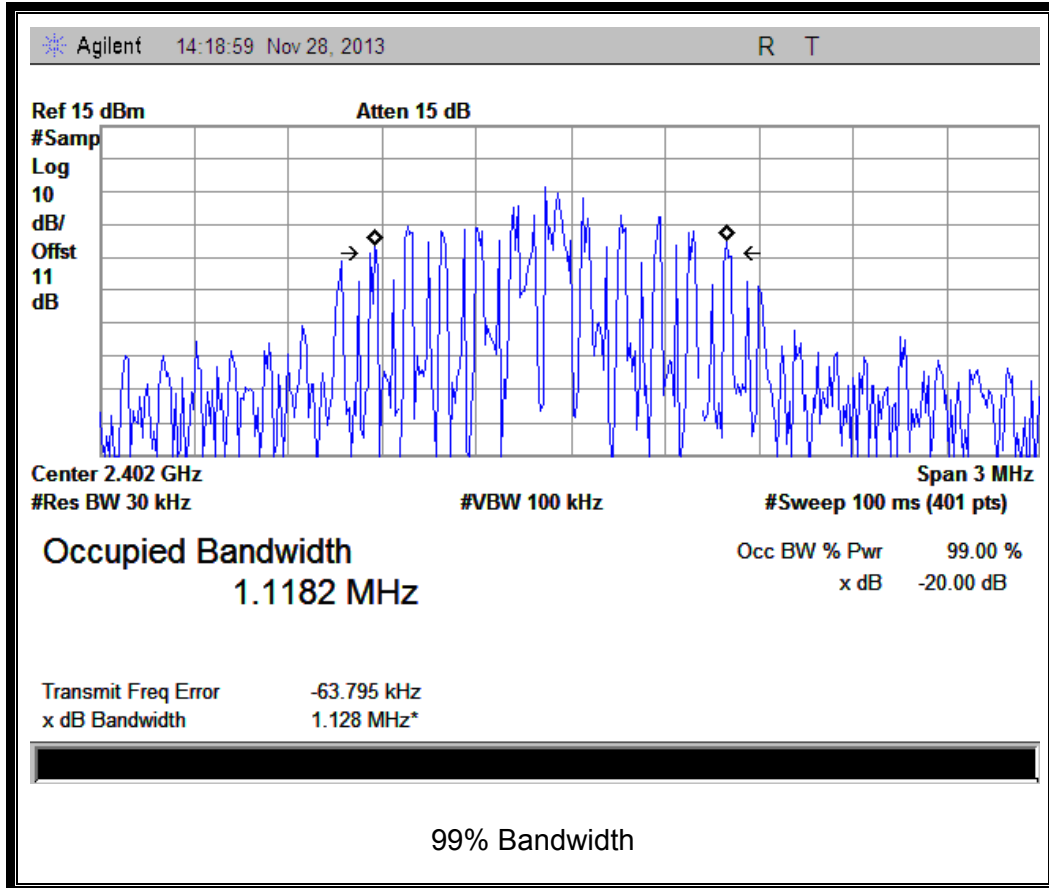 Agilent 14:18:59 Nov 28, 2013 R T
Ref 15 dBm Atten 15 dB
#Samp
Log
10
dB/
Offst
11
dB
Center 2.402 GHz Span 3 MHz
#Res BW 30 kHz #VBW 100 kHz #Sweep 100 ms (401 pts)
Occupied Bandwidth Occ BW % Pwr 99.00 %
1.1182 MHz x dB -20.00 dB
Transmit Freq Error -63.795 kHz
x dB Bandwidth 1.128 MHz*
99% Bandwidth